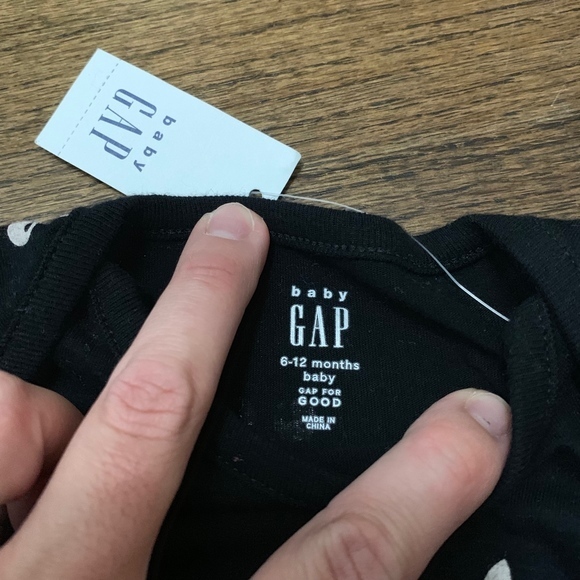 baby
GAP
baby
GAP
6-12 months
baby
GAP FOR
GOOD
MADE IN
CHINA